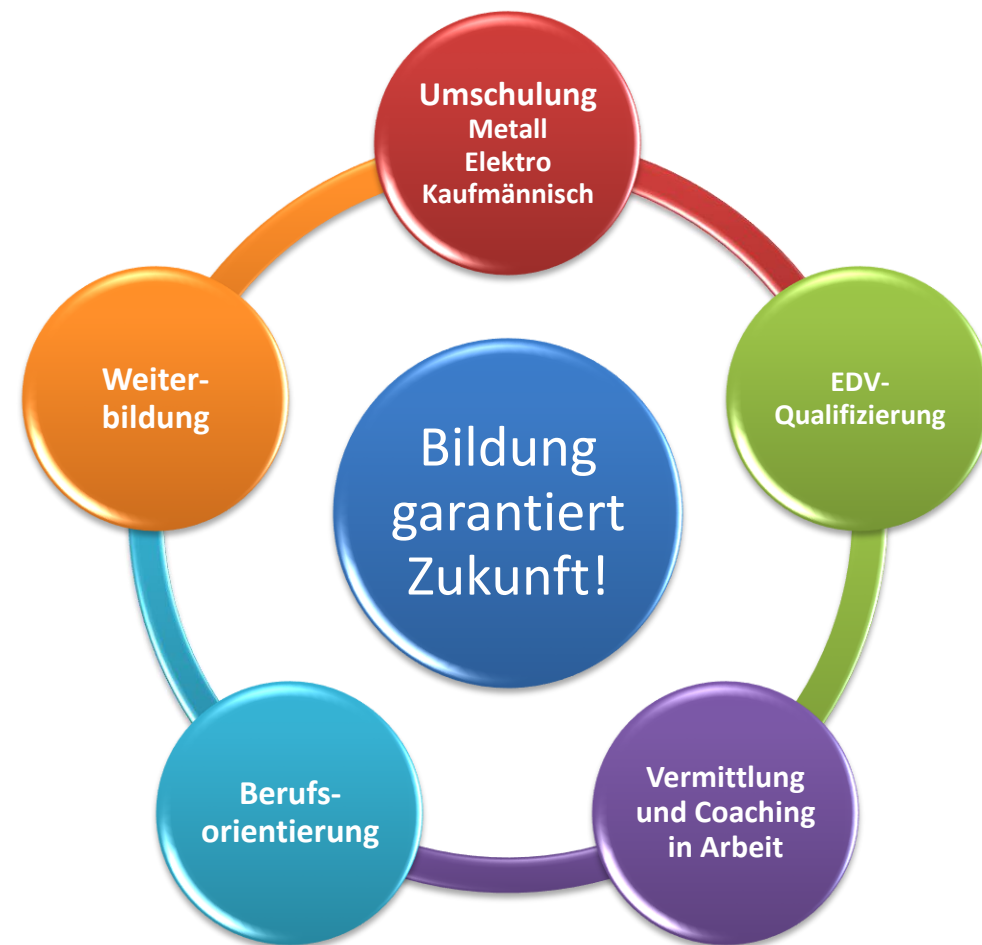 Umschulung
Metall
Elektro
Kaufmännisch
Weiter-
bildung
EDV-
Qualifizierung
Bildung
garantiert
Zukunft!
Berufs-
orientierung
Vermittlung
und Coaching
in Arbeit